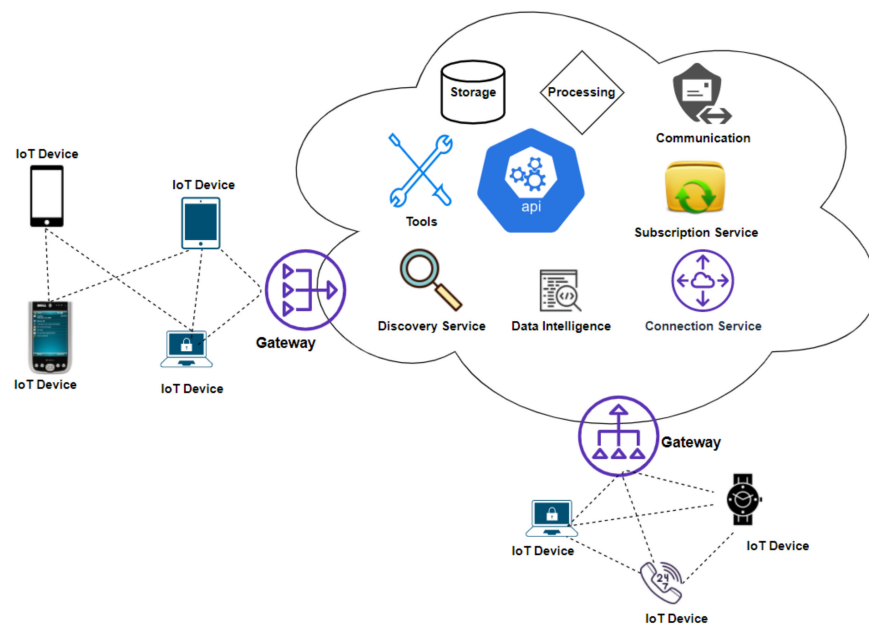 Storage
Processing
Communication
IoT Device
IoT Device
Tools
api
Subscription Service
Discovery Service
Data Intelligence
Connection Service
Gateway
IoT Device
IoT Device
Gateway
IoT Device
IoT Device
24
7
IoT Device